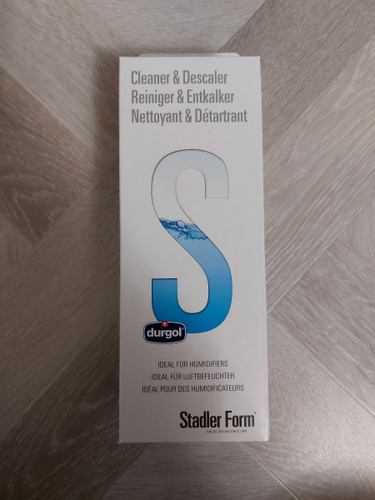 Cleaner & Descaler
Reiniger & Entkalker
Nettoyant & Détartrant
S
durgol®
IDEAL FOR HUMIDIFIERS
IDEAL FÜR LUFTBEFEUCHTER
IDÉAL POUR DES HUMIDIFICATEURS
Stadler Form®